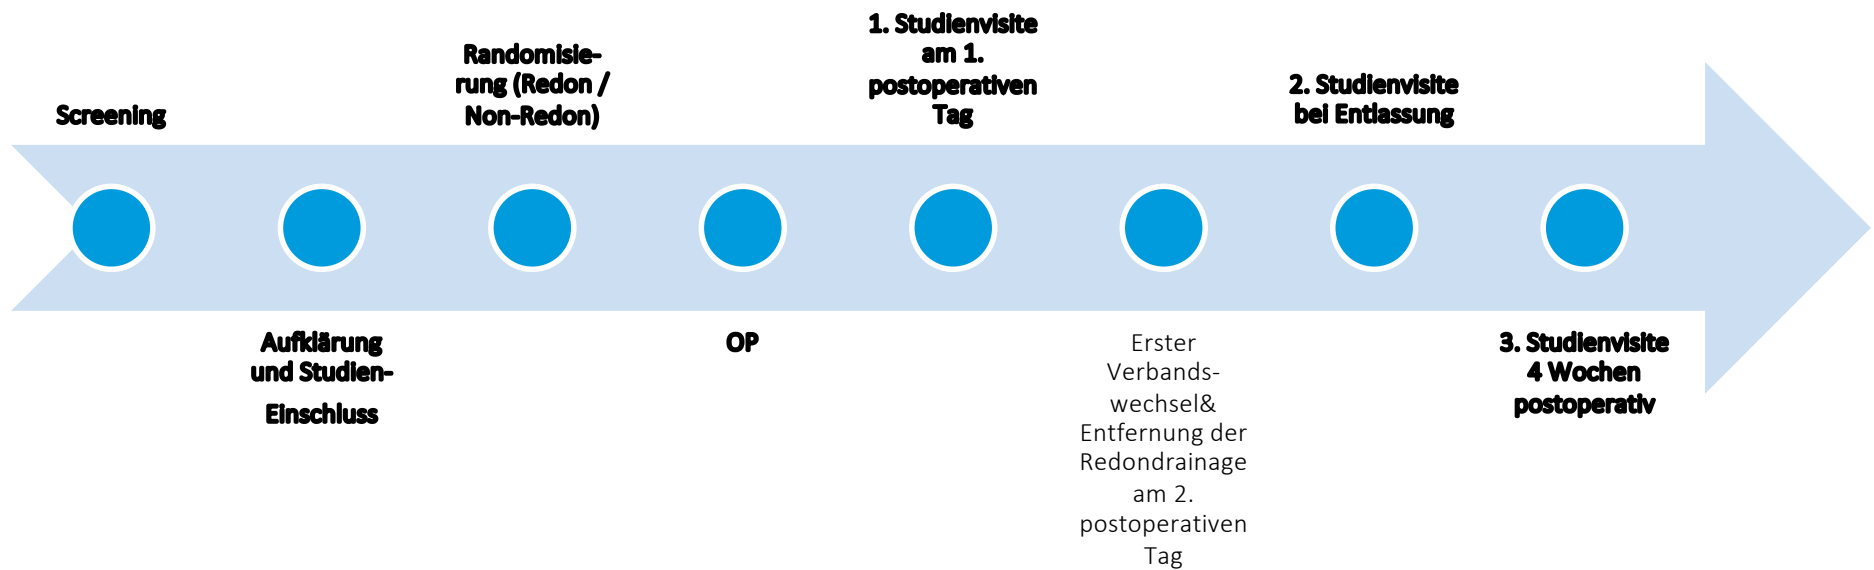 Screening
Aufklärung
und Studien-
Einschluss
Randomisie-
rung (Redon /
Non-Redon)
OP
1. Studienvisite
am 1.
postoperativen
Tag
Erster
Verbands-
wechsel&
Entfernung der
Redondrainage
am 2.
postoperativen
Tag
2. Studienvisite
bei Entlassung
3. Studienvisite
4 Wochen
postoperativ